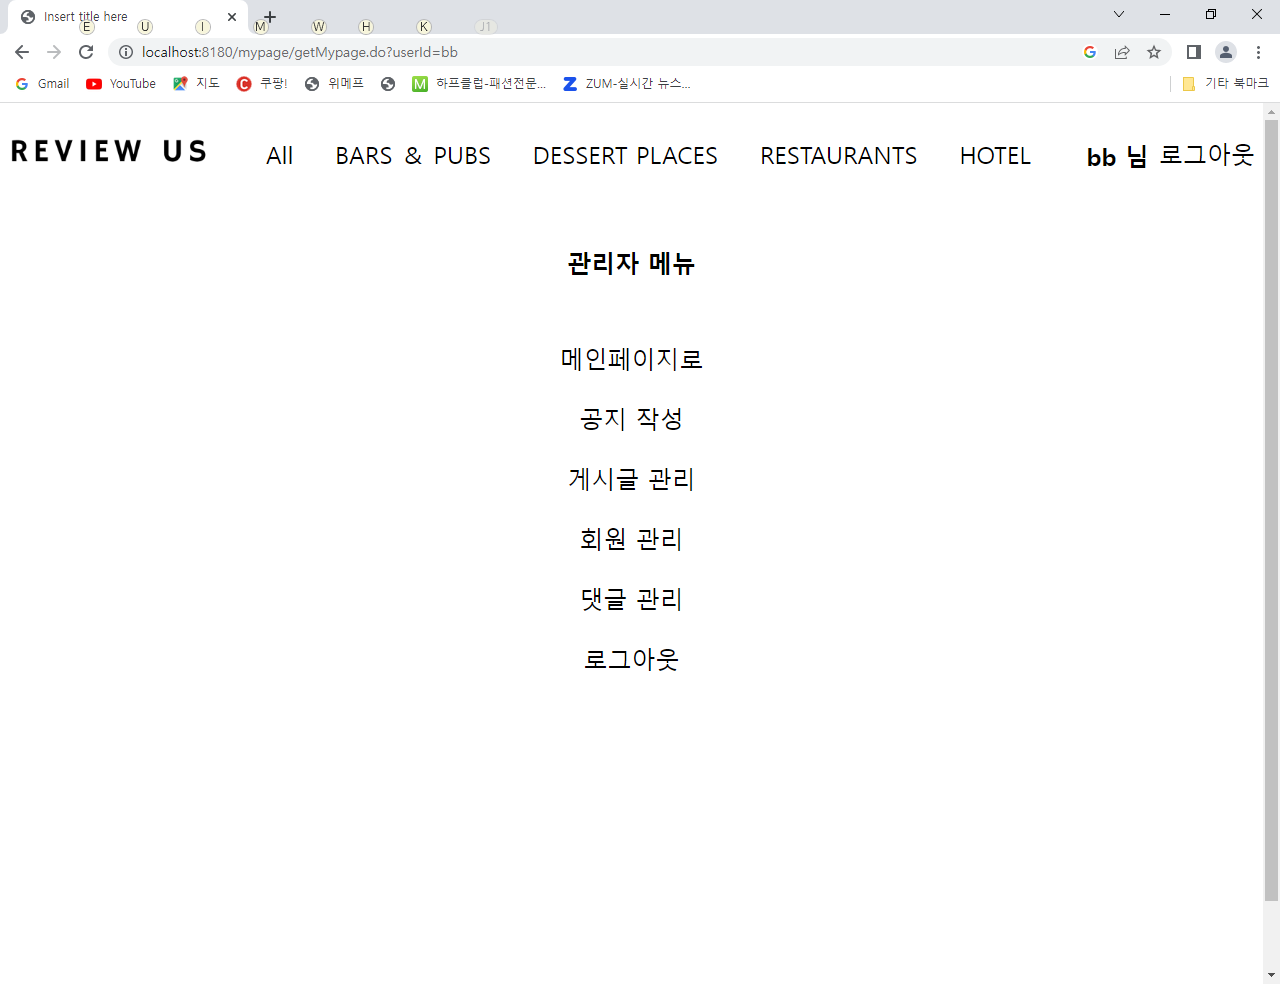 Insert title here
E U I M W H K J1
localhost:8180/mypage/getMypage.do?userId=bb
Gmail YouTube 지도 쿠팡! 위메프 하프클럽-패션전문... ZUM-실시간 뉴스... 기타 북마크
REVIEW US All BARS & PUBS DESSERT PLACES RESTAURANTS HOTEL bb 님 로그아웃
관리자 메뉴
메인페이지로
공지 작성
게시글 관리
회원 관리
댓글 관리
로그아웃